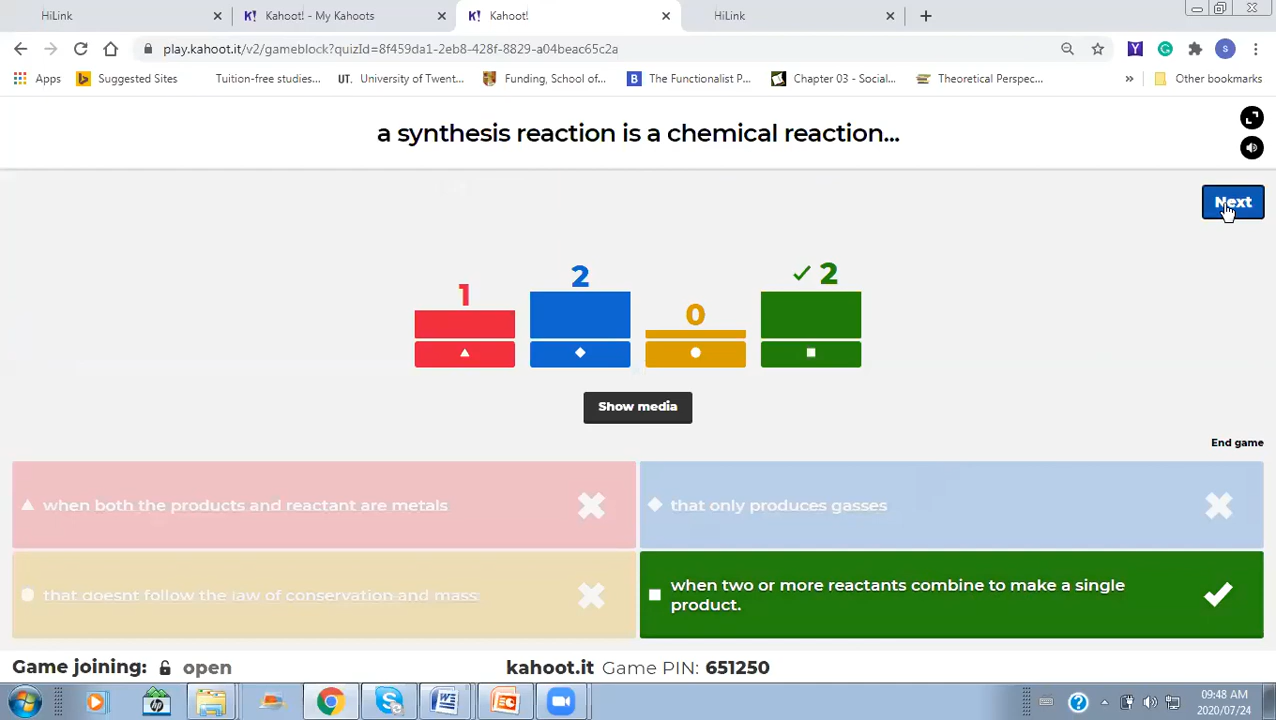 HiLink
K! Kahoot! - My Kahoots
K! Kahoot!
HiLink
play.kahoot.it/v2/gameblock?quizId=8f459da1-2eb8-428f-8829-a04beac65c2a
S
Apps
Suggested Sites
Tuition-free studies...
UT. University of Twent...
Funding, School of...
B The Functionalist P...
Chapter 03 - Social...
Theoretical Perspec...
»
Other bookmarks
a synthesis reaction is a chemical reaction...
Next
1
2
0
2
Show media
End game
when both the products and reactant are metals
that only produces gasses
that doesnt follow the law of conservation and mass
when two or more reactants combine to make a single
product.
Game joining: open
kahoot.it Game PIN: 651250
09:48 AM
2020/07/24